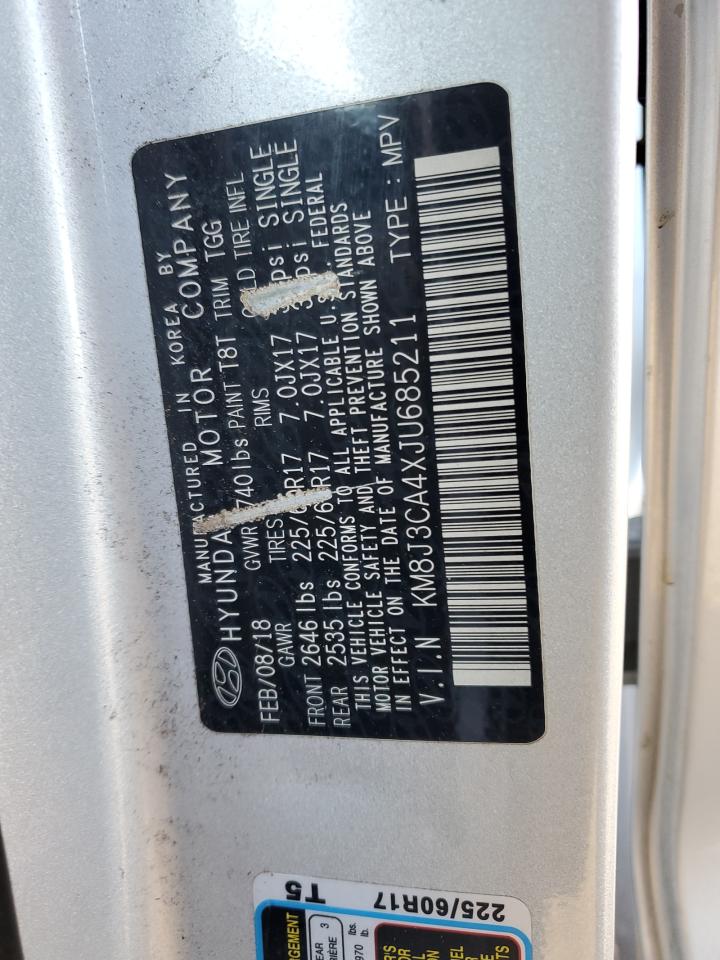 MANUFACTURED IN KOREA BY
HYUNDAI MOTOR COMPANY
FEB/08/18 GVWR 740lbs PAINT T8T TRIM TGG
GAWR TIRES RIMS TIRE INFL
FRONT 2646 lbs 225/ R17 7.0JX17 psi SINGLE
REAR 2535 lbs 225/6 R17 7.0JX17 psi SINGLE
THIS VEHICLE CONFORMS TO ALL APPLICABLE U. FEDERAL
MOTOR VEHICLE SAFETY AND THEFT PREVENTION STANDARDS
IN EFFECT ON THE DATE OF MANUFACTURE SHOWN ABOVE
V.I.N KM8J3CA4XJU685211 TYPE : MPV
225/60R17 T5